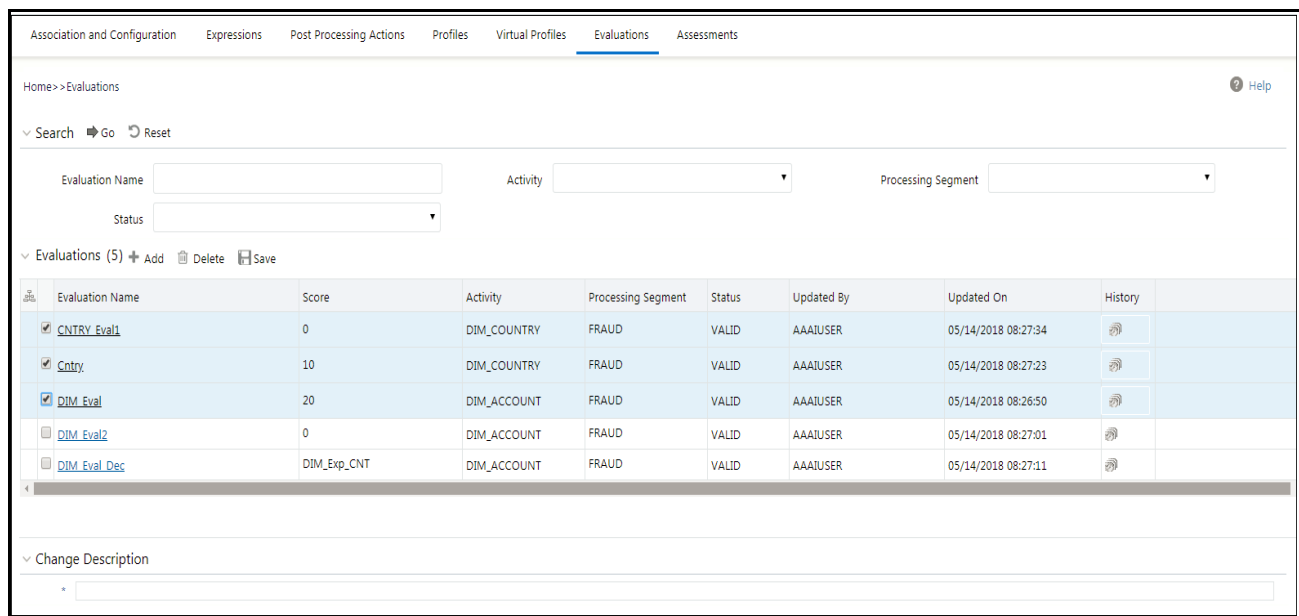 Association and Configuration Expressions Post Processing Actions Profiles Virtual Profiles Evaluations Assessments
Home>>Evaluations Help
Search Go Reset
Evaluation Name Activity Processing Segment
Status
Evaluations (5) Add Delete Save
Evaluation Name Score Activity Processing Segment Status Updated By Updated On History
CNTRY_Eval1 0 DIM_COUNTRY FRAUD VALID AAAIUSER 05/14/2018 08:27:34
Cntry 10 DIM_COUNTRY FRAUD VALID AAAIUSER 05/14/2018 08:27:23
DIM_Eval 20 DIM_ACCOUNT FRAUD VALID AAAIUSER 05/14/2018 08:26:50
DIM_Eval2 0 DIM_ACCOUNT FRAUD VALID AAAIUSER 05/14/2018 08:27:01
DIM_Eval_Dec DIM_Exp_CNT DIM_ACCOUNT FRAUD VALID AAAIUSER 05/14/2018 08:27:11
Change Description
*